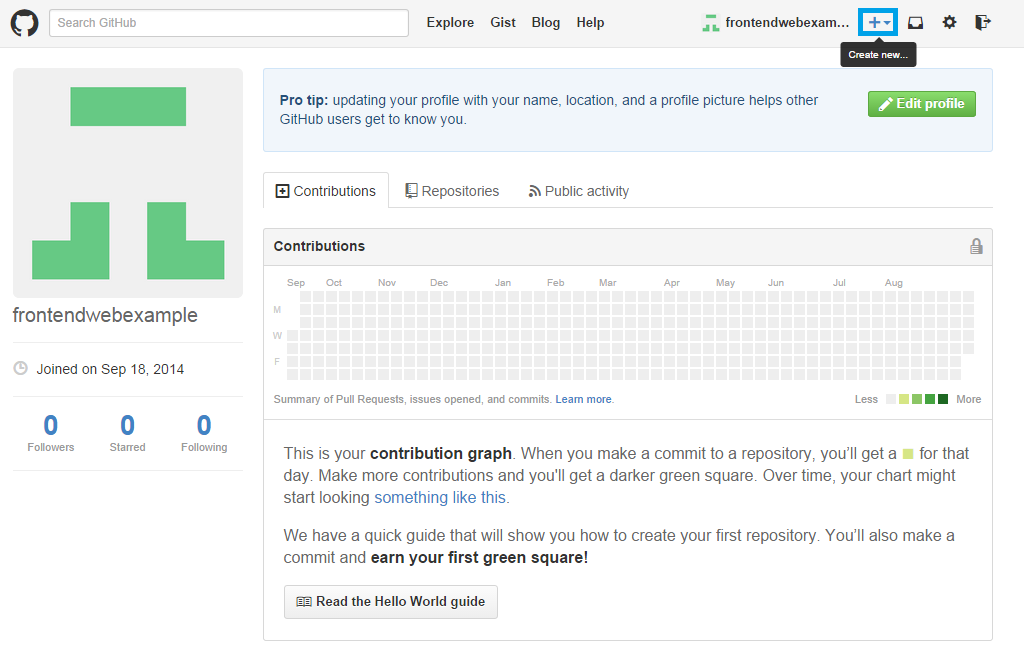 Search GitHub
Explore Gist Blog Help
frontendwebexam...
Create new...
Pro tip: updating your profile with your name, location, and a profile picture helps other
GitHub users get to know you.
Edit profile
Contributions Repositories Public activity
Contributions
Sep Oct Nov Dec Jan Feb Mar Apr May Jun Jul Aug
M
W
F
Summary of Pull Requests, issues opened, and commits. Learn more.
Less More
This is your contribution graph. When you make a commit to a repository, you'll get a for that
day. Make more contributions and you'll get a darker green square. Over time, your chart might
start looking something like this.
We have a quick guide that will show you how to create your first repository. You'll also make a
commit and earn your first green square!
Read the Hello World guide
frontendwebexample
Joined on Sep 18, 2014
0 0 0
Followers Starred Following